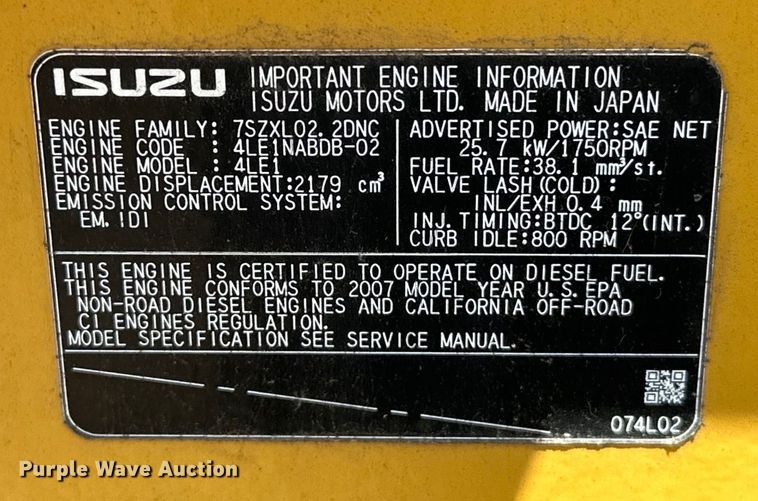 ISUZU IMPORTANT ENGINE INFORMATION
ISUZU MOTORS LTD. MADE IN JAPAN
ENGINE FAMILY: 7SZXL02.2DNC
ENGINE CODE : 4LE1NABDB-02
ENGINE MODEL : 4LE1
ENGINE DISPLACEMENT:2179 cm³
EMISSION CONTROL SYSTEM:
EM. IDI
ADVERTISED POWER:SAE NET
25.7 kW/1750RPM
FUEL RATE:38.1 mm³/st.
VALVE LASH(COLD):
INL/EXH 0.4 mm
INJ.TIMING:BTDC 12°(INT.)
CURB IDLE:800 RPM
THIS ENGINE IS CERTIFIED TO OPERATE ON DIESEL FUEL.
THIS ENGINE CONFORMS TO 2007 MODEL YEAR U.S.EPA
NON-ROAD DIESEL ENGINES AND CALIFORNIA OFF-ROAD
CI ENGINES REGULATION.
MODEL SPECIFICATION SEE SERVICE MANUAL.
074L02
Purple Wave Auction